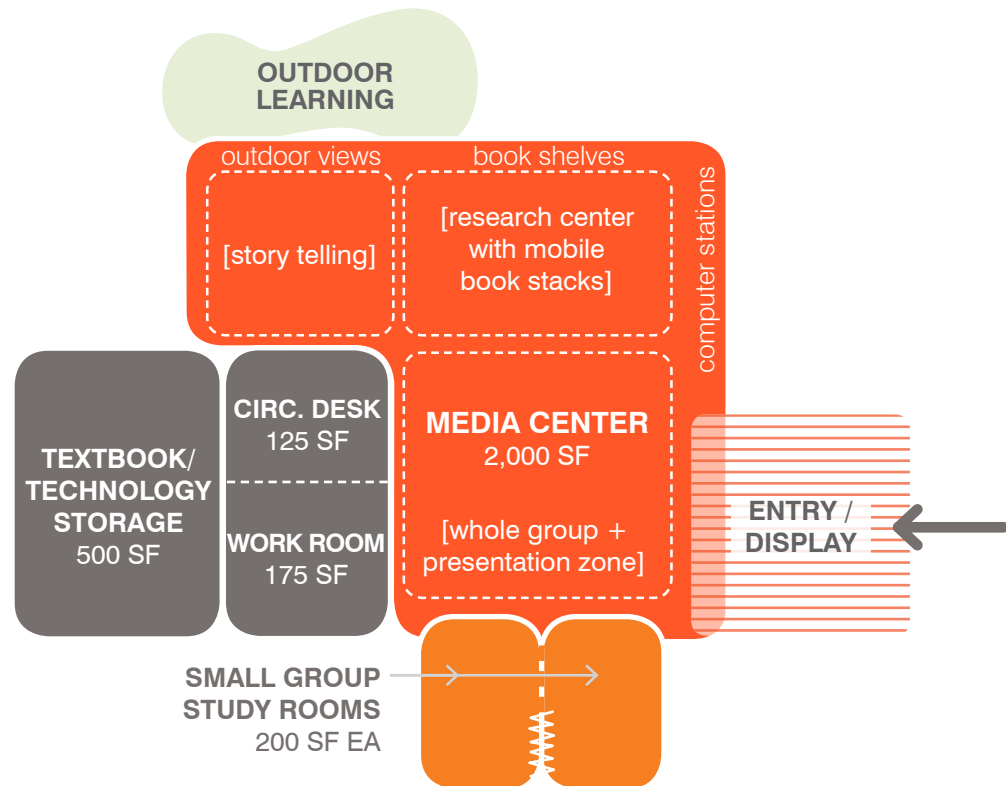 OUTDOOR
LEARNING
outdoor views
book shelves
computer stations
[story telling]
[research center
with mobile
book stacks]
TEXTBOOK/
TECHNOLOGY
STORAGE
500 SF
CIRC. DESK
125 SF
WORK ROOM
175 SF
MEDIA CENTER
2,000 SF
[whole group +
presentation zone]
ENTRY /
DISPLAY
SMALL GROUP
STUDY ROOMS
200 SF EA